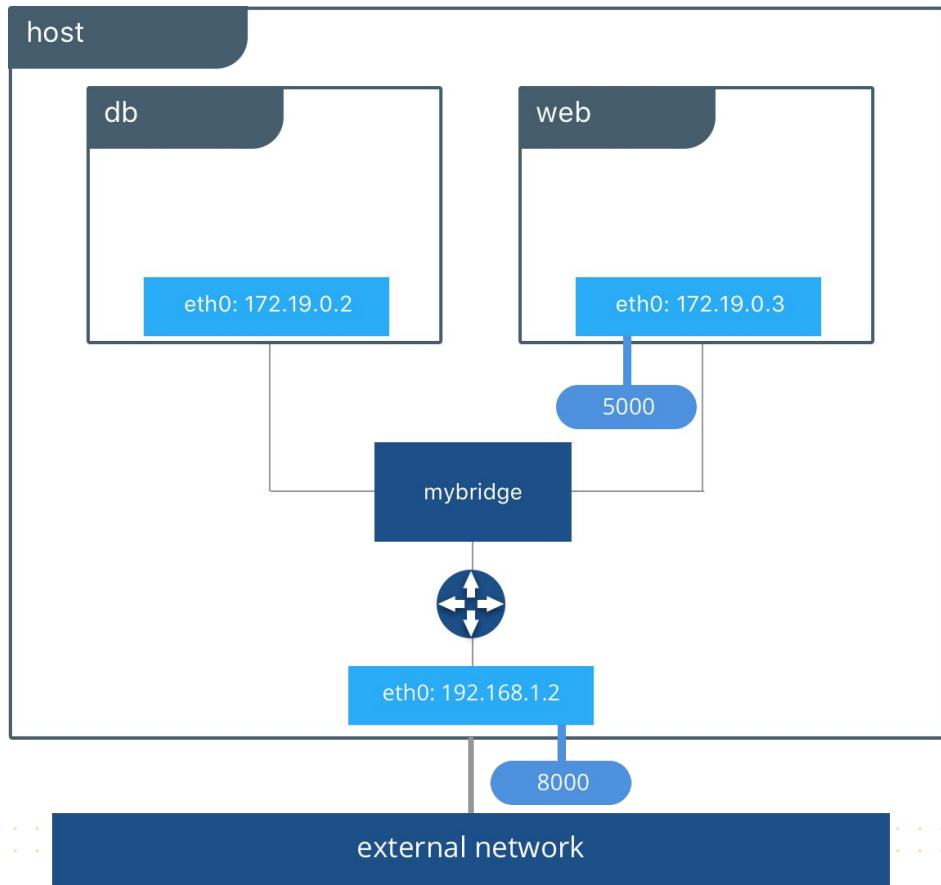 host
db
web
eth0: 172.19.0.2
eth0: 172.19.0.3
5000
mybridge
eth0: 192.168.1.2
8000
external network